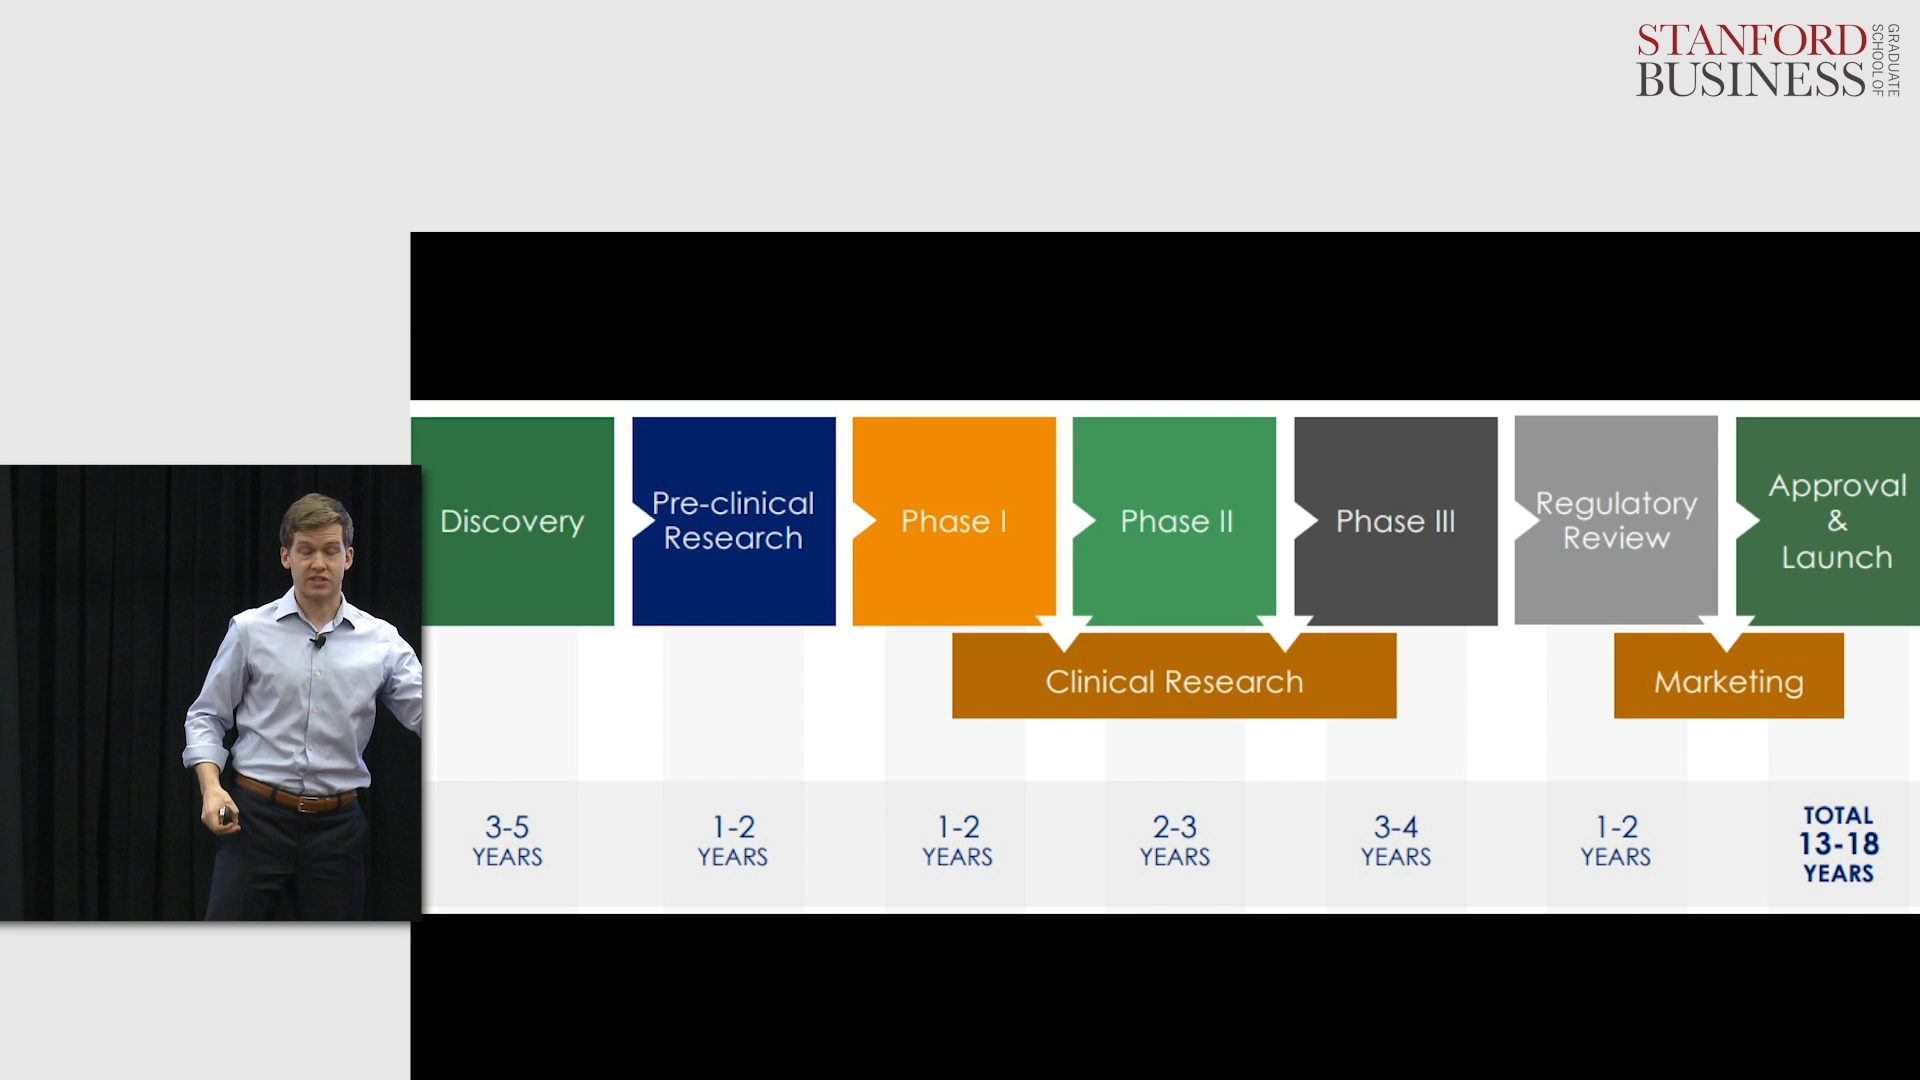 STANFORD
BUSINESS
GRADUATE
SCHOOL OF
Discovery
Pre-clinical
Research
Phase I
Phase II
Phase III
Regulatory
Review
Approval
&
Launch
Clinical Research
Marketing
3-5
YEARS
1-2
YEARS
1-2
YEARS
2-3
YEARS
3-4
YEARS
1-2
YEARS
TOTAL
13-18
YEARS